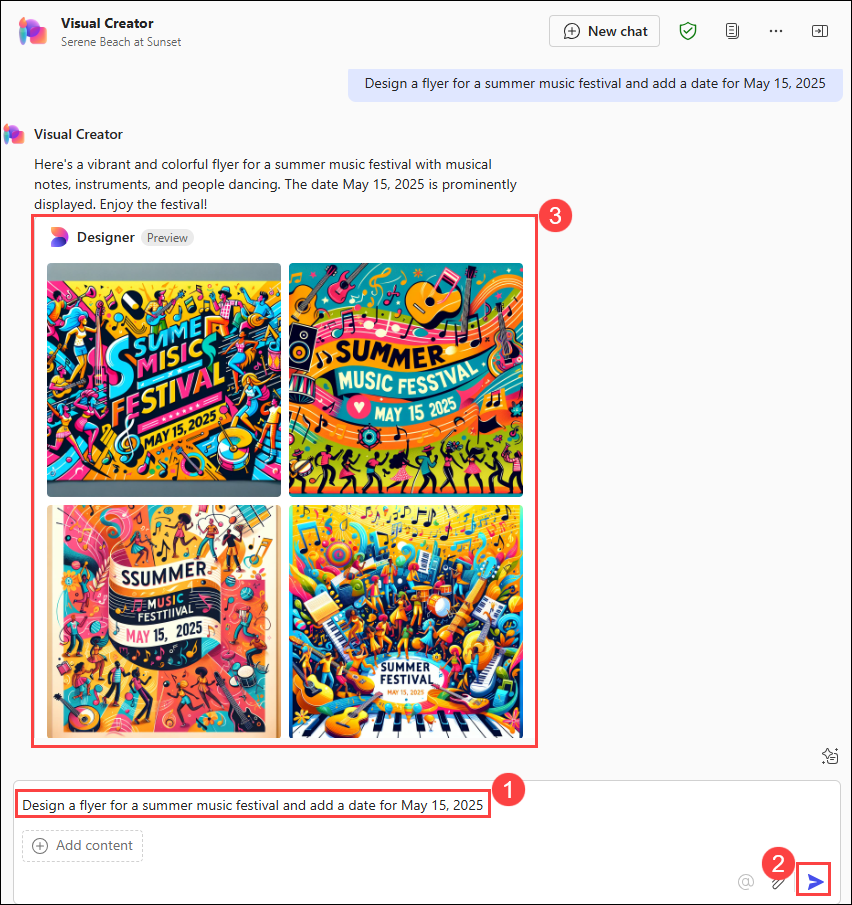 Visual Creator
Serene Beach at Sunset
New chat
Design a flyer for a summer music festival and add a date for May 15, 2025
Visual Creator
Here's a vibrant and colorful flyer for a summer music festival with musical
notes, instruments, and people dancing. The date May 15, 2025 is prominently
displayed. Enjoy the festival!
3
Designer Preview
SSUMME
MISIC
FESTIVAL
MAY 15, 2025
SUMMER
MUSIC FESSTVAL
MAY 15 2025
SSUMMER
MUSIC
FESTTIIVAL
MAY 15, 2025
SUMMER
FESTIVAL
MAY 15, 2025
1
Design a flyer for a summer music festival and add a date for May 15, 2025
Add content
2
@